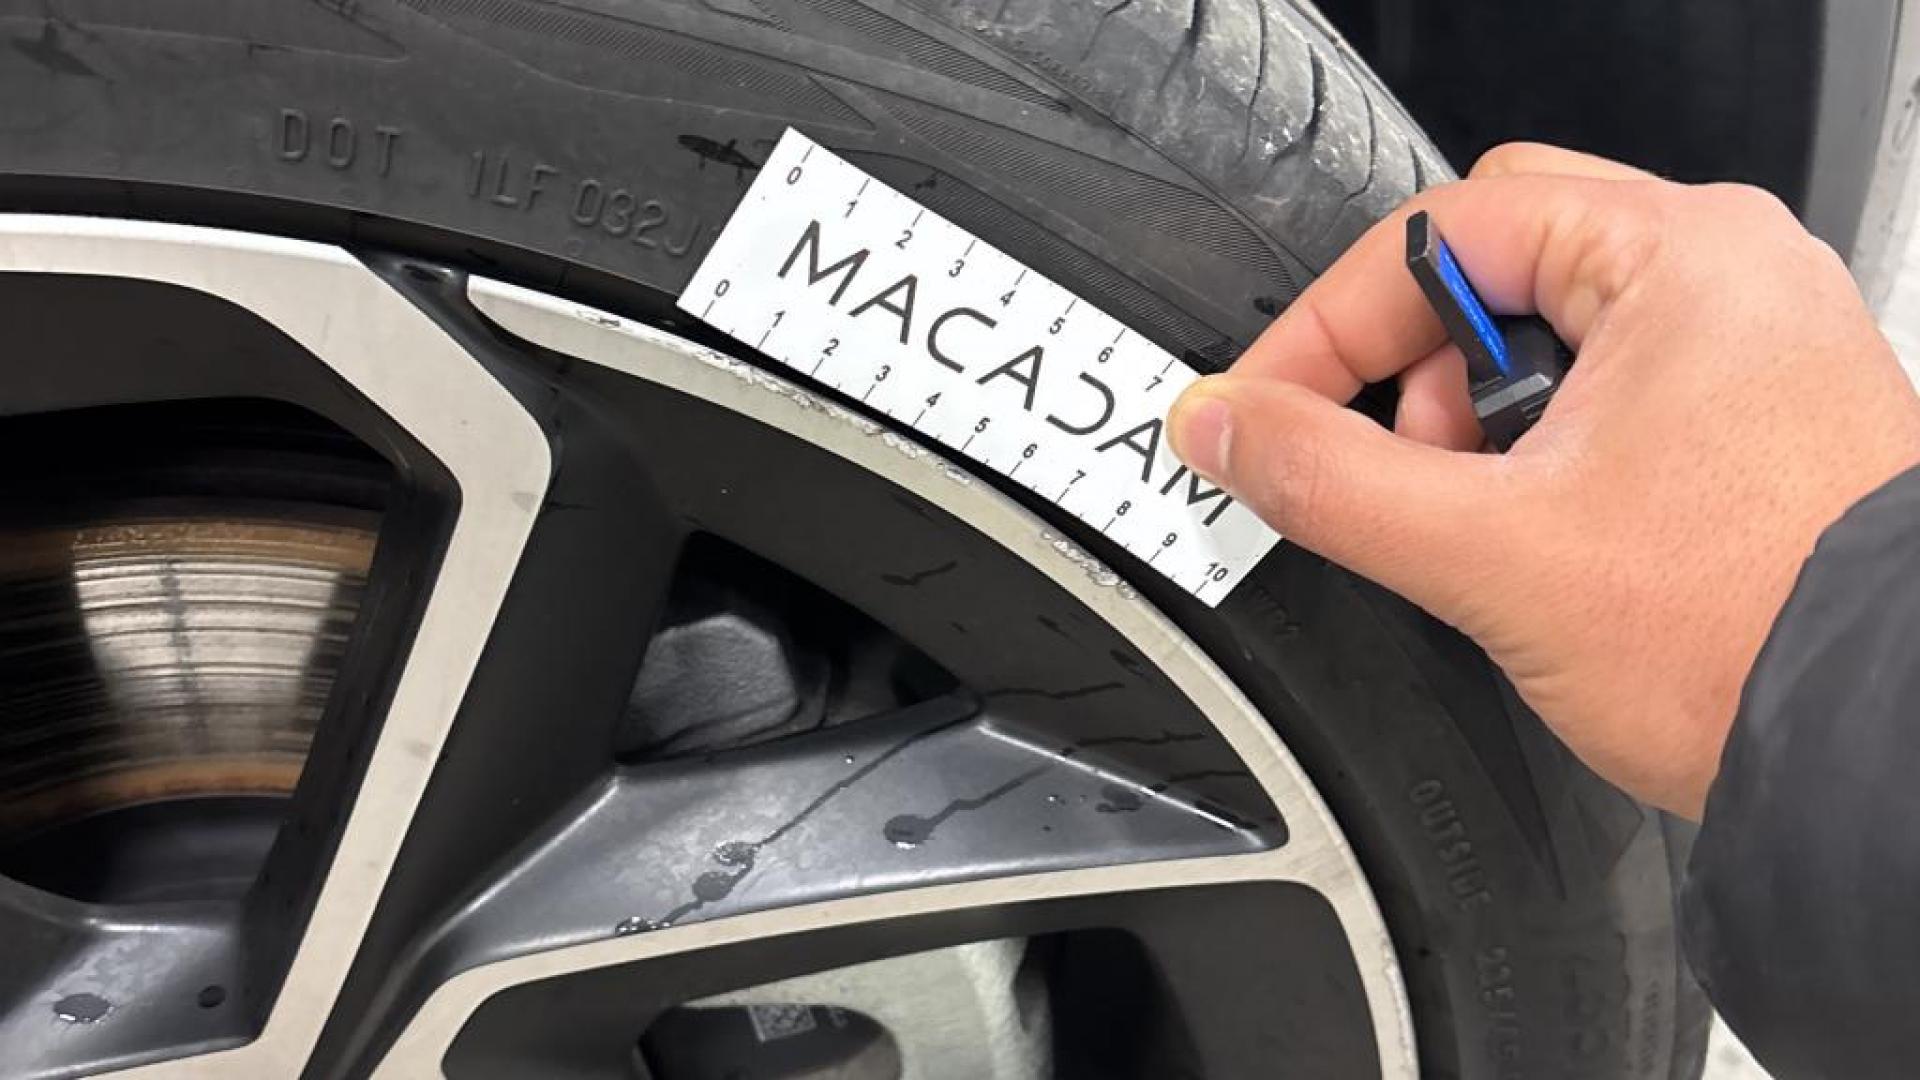 DOT 1LF 032J
0 1 2 3 4 5 6 7
MACADAM
0 1 2 3 4 5 6 7 8 9 10
OUTSIDE